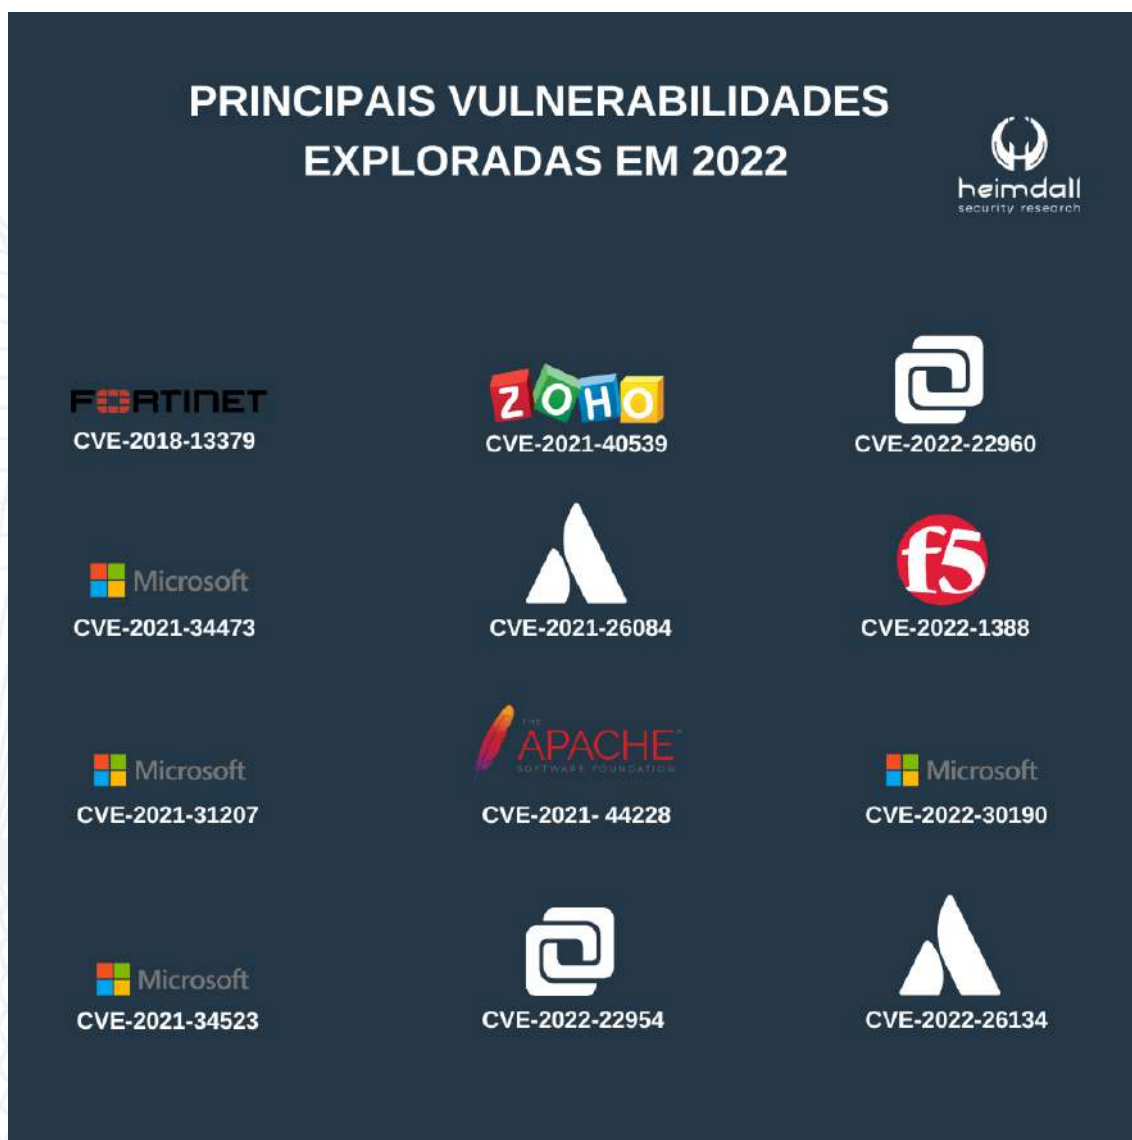 PRINCIPAIS VULNERABILIDADES
EXPLORADAS EM 2022
heimdall
security research
FORTINET
CVE-2018-13379
ZOHO
CVE-2021-40539
CVE-2022-22960
Microsoft
CVE-2021-34473
CVE-2021-26084
f5
CVE-2022-1388
Microsoft
CVE-2021-31207
THE
APACHE
SOFTWARE FOUNDATION
CVE-2021- 44228
Microsoft
CVE-2022-30190
Microsoft
CVE-2021-34523
CVE-2022-22954
CVE-2022-26134